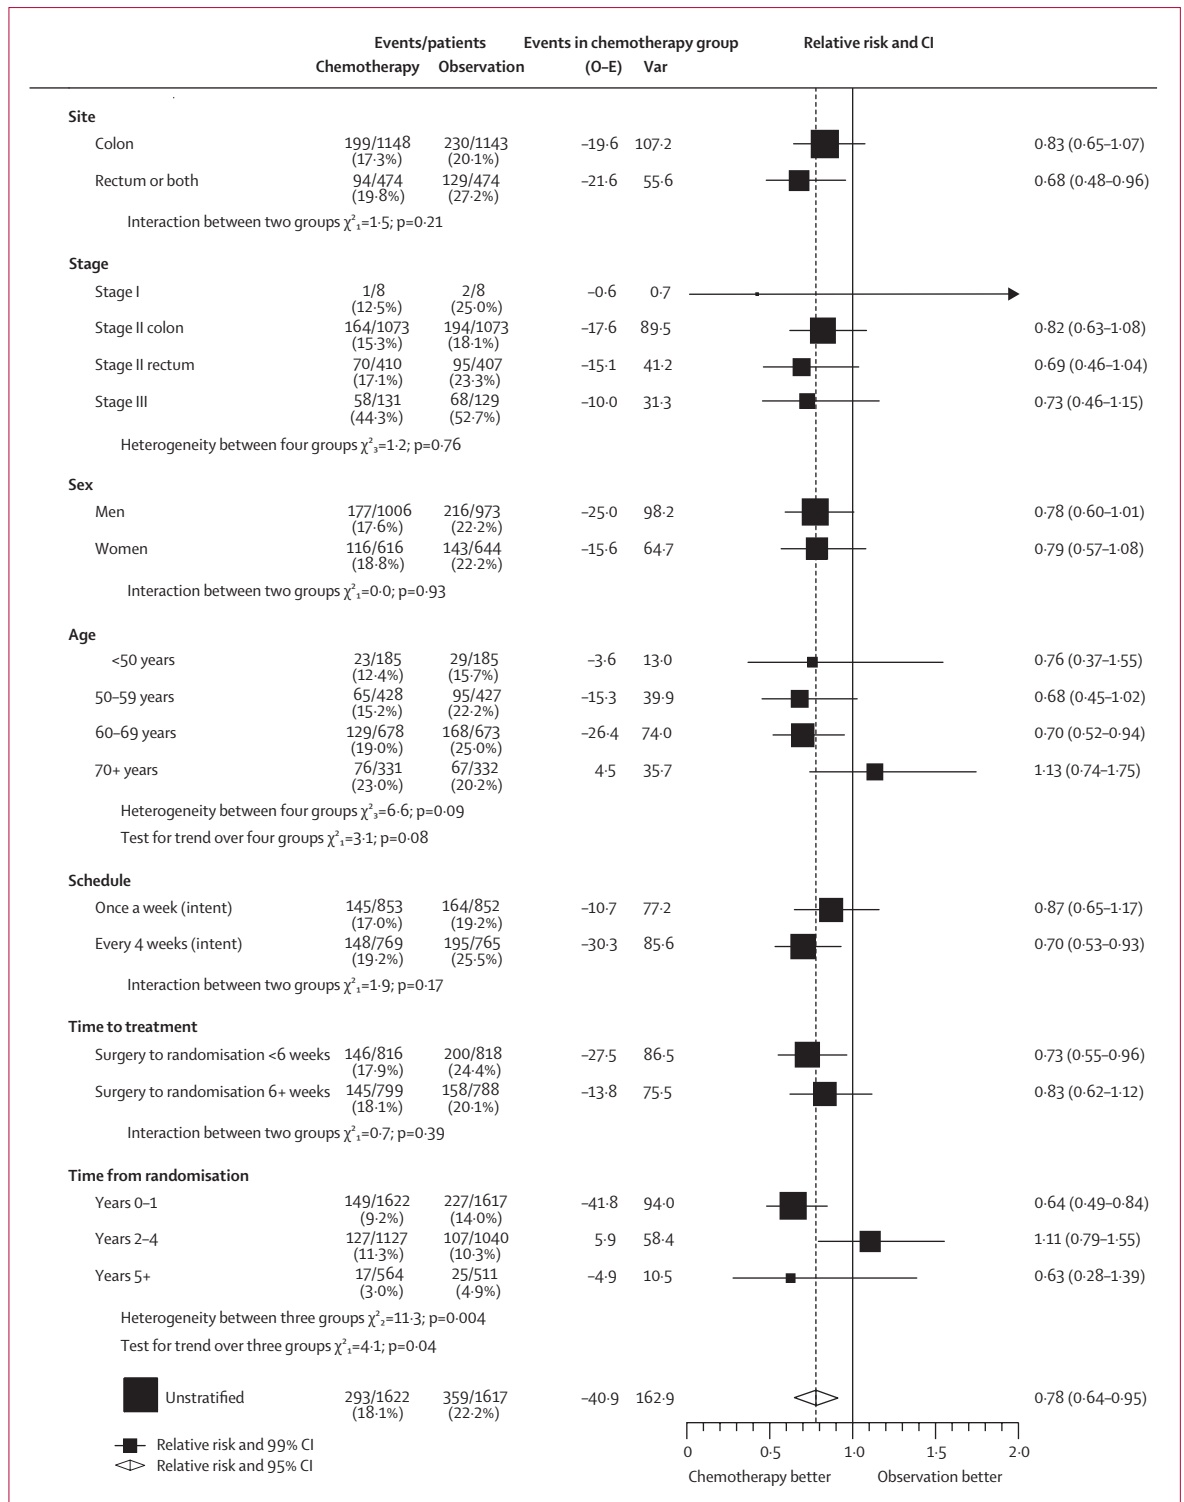 Events/patients Events in chemotherapy group Relative risk and CI
Chemotherapy Observation (O–E) Var
Site
Colon 199/1148 230/1143 –19·6 107·2 0·83 (0·65–1·07)
(17·3%) (20·1%)
Rectum or both 94/474 129/474 –21·6 55·6 0·68 (0·48–0·96)
(19·8%) (27·2%)
Interaction between two groups χ²₁=1·5; p=0·21
Stage
Stage I 1/8 2/8 –0·6 0·7
(12·5%) (25·0%)
Stage II colon 164/1073 194/1073 –17·6 89·5 0·82 (0·63–1·08)
(15·3%) (18·1%)
Stage II rectum 70/410 95/407 –15·1 41·2 0·69 (0·46–1·04)
(17·1%) (23·3%)
Stage III 58/131 68/129 –10·0 31·3 0·73 (0·46–1·15)
(44·3%) (52·7%)
Heterogeneity between four groups χ²₃=1·2; p=0·76
Sex
Men 177/1006 216/973 –25·0 98·2 0·78 (0·60–1·01)
(17·6%) (22·2%)
Women 116/616 143/644 –15·6 64·7 0·79 (0·57–1·08)
(18·8%) (22·2%)
Interaction between two groups χ²₁=0·0; p=0·93
Age
<50 years 23/185 29/185 –3·6 13·0 0·76 (0·37–1·55)
(12·4%) (15·7%)
50–59 years 65/428 95/427 –15·3 39·9 0·68 (0·45–1·02)
(15·2%) (22·2%)
60–69 years 129/678 168/673 –26·4 74·0 0·70 (0·52–0·94)
(19·0%) (25·0%)
70+ years 76/331 67/332 4·5 35·7 1·13 (0·74–1·75)
(23·0%) (20·2%)
Heterogeneity between four groups χ²₃=6·6; p=0·09
Test for trend over four groups χ²₁=3·1; p=0·08
Schedule
Once a week (intent) 145/853 164/852 –10·7 77·2 0·87 (0·65–1·17)
(17·0%) (19·2%)
Every 4 weeks (intent) 148/769 195/765 –30·3 85·6 0·70 (0·53–0·93)
(19·2%) (25·5%)
Interaction between two groups χ²₁=1·9; p=0·17
Time to treatment
Surgery to randomisation <6 weeks 146/816 200/818 –27·5 86·5 0·73 (0·55–0·96)
(17·9%) (24·4%)
Surgery to randomisation 6+ weeks 145/799 158/788 –13·8 75·5 0·83 (0·62–1·12)
(18·1%) (20·1%)
Interaction between two groups χ²₁=0·7; p=0·39
Time from randomisation
Years 0–1 149/1622 227/1617 –41·8 94·0 0·64 (0·49–0·84)
(9·2%) (14·0%)
Years 2–4 127/1127 107/1040 5·9 58·4 1·11 (0·79–1·55)
(11·3%) (10·3%)
Years 5+ 17/564 25/511 –4·9 10·5 0·63 (0·28–1·39)
(3·0%) (4·9%)
Heterogeneity between three groups χ²₂=11·3; p=0·004
Test for trend over three groups χ²₁=4·1; p=0·04
Unstratified 293/1622 359/1617 –40·9 162·9 0·78 (0·64–0·95)
(18·1%) (22·2%)
Relative risk and 99% CI
Relative risk and 95% CI
0 0·5 1·0 1·5 2·0
Chemotherapy better Observation better